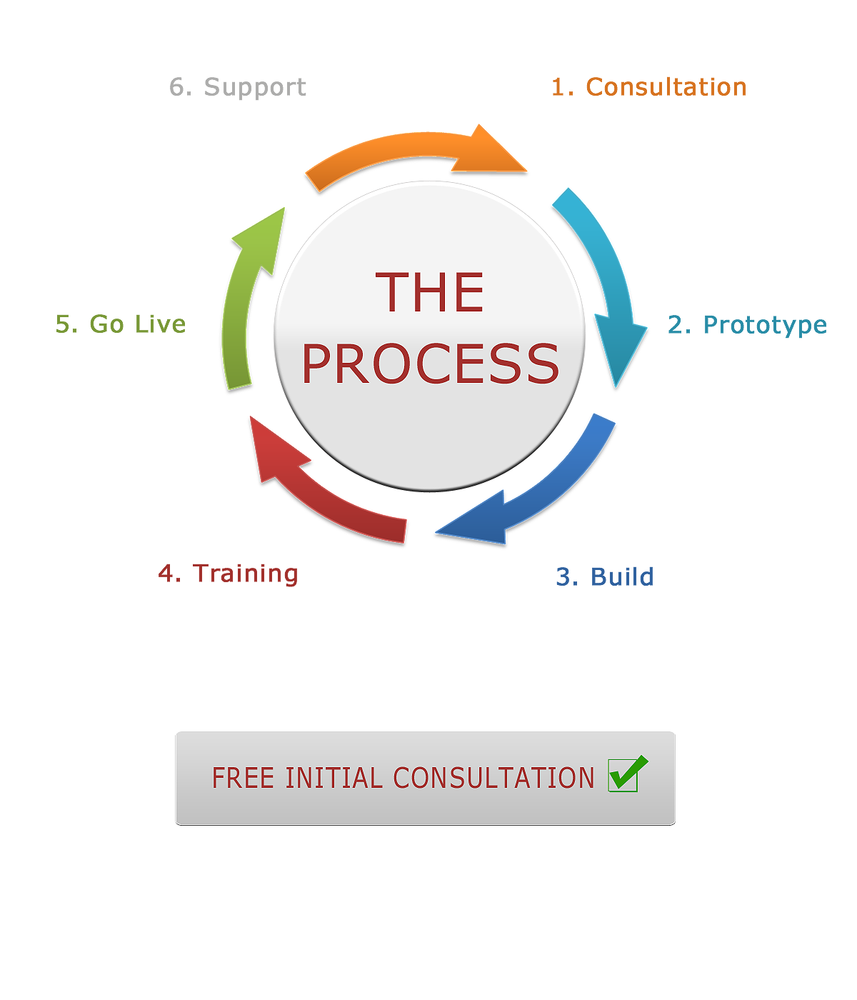 6. Support
1. Consultation
THE
PROCESS
5. Go Live
2. Prototype
4. Training
3. Build
FREE INITIAL CONSULTATION